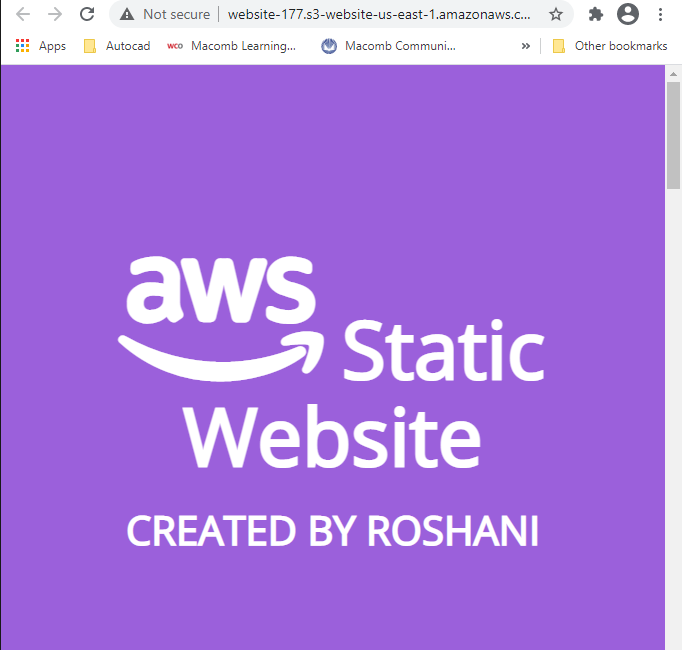 Not secure | website-177.s3-website-us-east-1.amazonaws.c...
Apps Autocad wco Macomb Learning... Macomb Communi... » Other bookmarks
aws Static
Website
CREATED BY ROSHANI